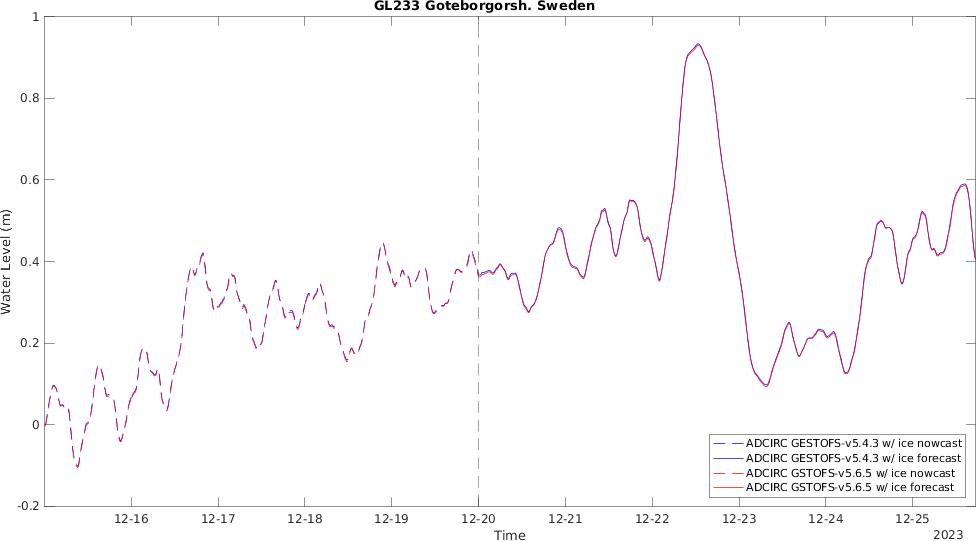 GL233 Goteborgorsh. Sweden
Water Level (m)
1
0.8
0.6
0.4
0.2
0
-0.2
12-16 12-17 12-18 12-19 12-20 12-21 12-22 12-23 12-24 12-25
Time
2023
ADCIRC GESTOFS-v5.4.3 w/ ice nowcast
ADCIRC GESTOFS-v5.4.3 w/ ice forecast
ADCIRC GSTOFS-v5.6.5 w/ ice nowcast
ADCIRC GSTOFS-v5.6.5 w/ ice forecast